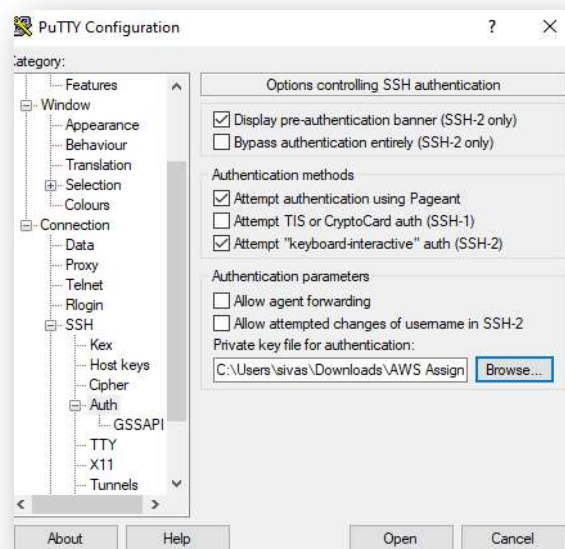 PuTTY Configuration ? ×
Category:
Features
Window
Appearance
Behaviour
Translation
Selection
Colours
Connection
Data
Proxy
Telnet
Rlogin
SSH
Kex
Host keys
Cipher
Auth
GSSAPI
TTY
X11
Tunnels
Options controlling SSH authentication
Display pre-authentication banner (SSH-2 only)
Bypass authentication entirely (SSH-2 only)
Authentication methods
Attempt authentication using Pageant
Attempt TIS or CryptoCard auth (SSH-1)
Attempt "keyboard-interactive" auth (SSH-2)
Authentication parameters
Allow agent forwarding
Allow attempted changes of username in SSH-2
Private key file for authentication:
C:\Users\sivas\Downloads\AWS Assign Browse...
About Help Open Cancel